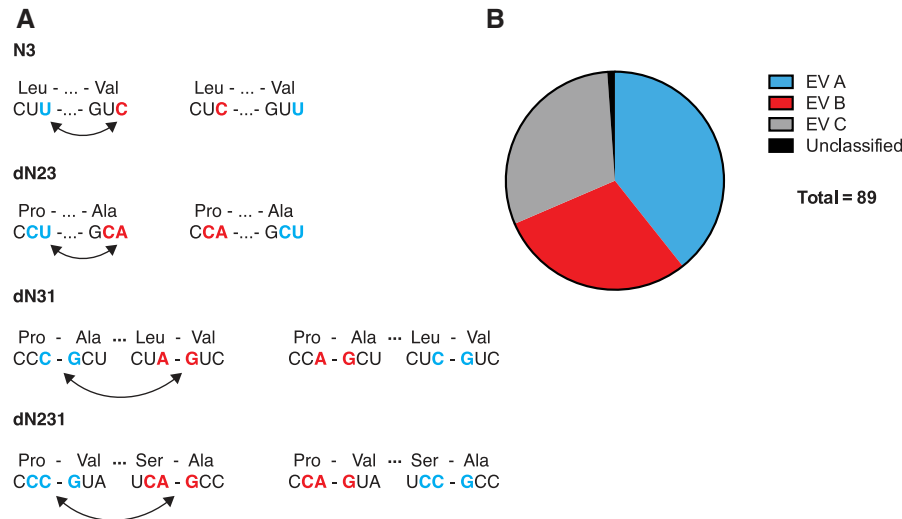 A
N3
Leu - ... - Val Leu - ... - Val
CUU -...- GUC CUC -...- GUU
dN23
Pro - ... - Ala Pro - ... - Ala
CCU -...- GCA CCA -...- GCU
dN31
Pro - Ala ... Leu - Val Pro - Ala ... Leu - Val
CCC - GCU CUA - GUC CCA - GCU CUC - GUC
dN231
Pro - Val ... Ser - Ala Pro - Val ... Ser - Ala
CCC - GUA UCA - GCC CCA - GUA UCC - GCC
B
EV A
EV B
EV C
Unclassified
Total = 89